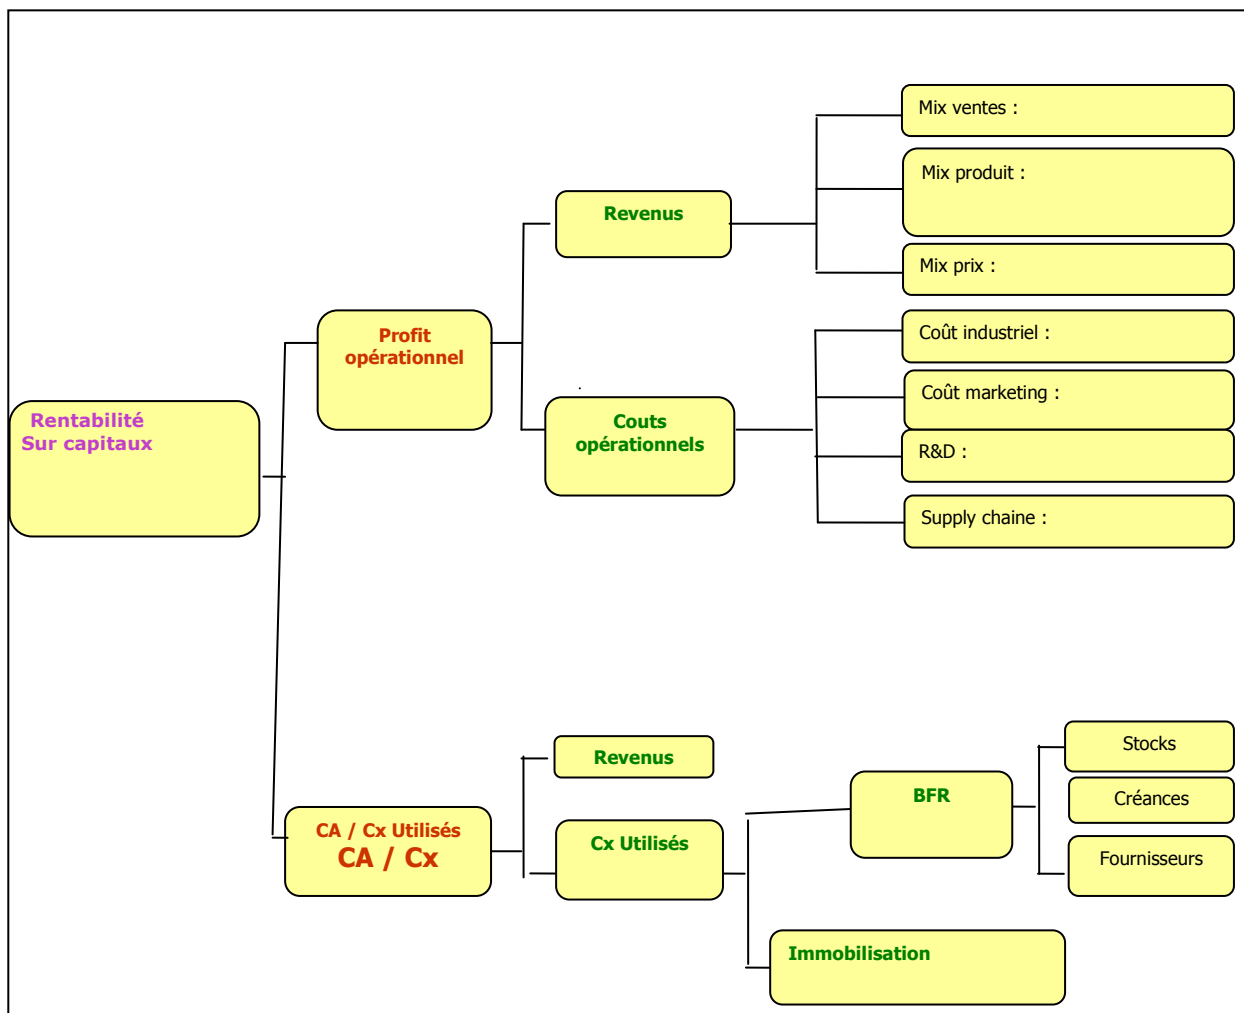 Mix ventes :
Mix produit :
Revenus
Mix prix :
Profit
opérationnel
Coût industriel :
Coût marketing :
Rentabilité
Sur capitaux
Couts
opérationnels
R&D :
Supply chaine :
Revenus
Stocks
BFR
Créances
CA / Cx Utilisés
CA / Cx
Cx Utilisés
Fournisseurs
Immobilisation